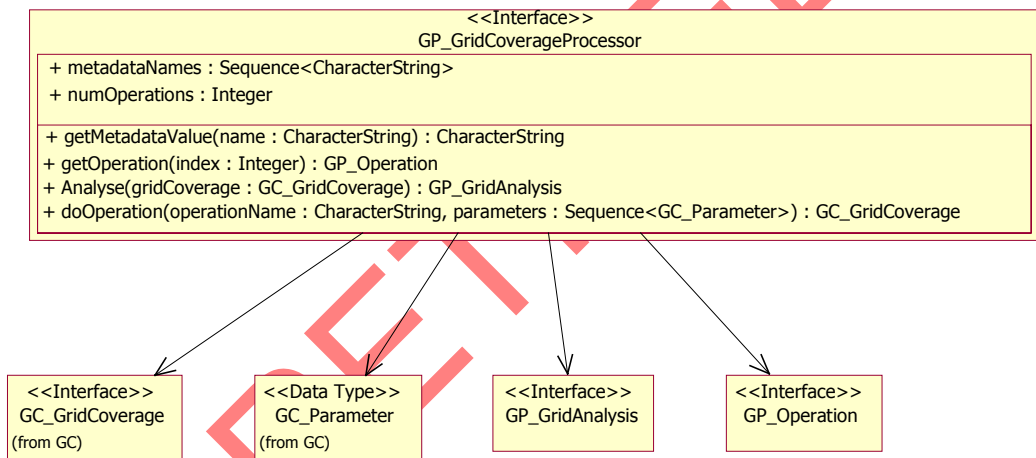 <<Interface>>
GP_GridCoverageProcessor
+ metadataNames : Sequence<CharacterString>
+ numOperations : Integer
+ getMetadataValue(name : CharacterString) : CharacterString
+ getOperation(index : Integer) : GP_Operation
+ Analyse(gridCoverage : GC_GridCoverage) : GP_GridAnalysis
+ doOperation(operationName : CharacterString, parameters : Sequence<GC_Parameter>) : GC_GridCoverage
<<Interface>>
GC_GridCoverage
(from GC)
<<Data Type>>
GC_Parameter
(from GC)
<<Interface>>
GP_GridAnalysis
<<Interface>>
GP_Operation